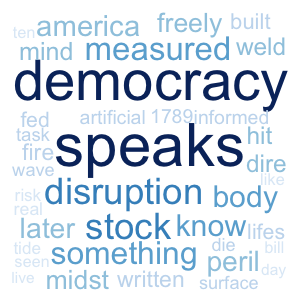 ten america freely built
mind measured weld
democracy
fed artificial 1789 informed
task speaks hit
fire dire
wave like
risk disruption body
real
later stock know lifes
tide something die bill
seen peril day
live midst written surface